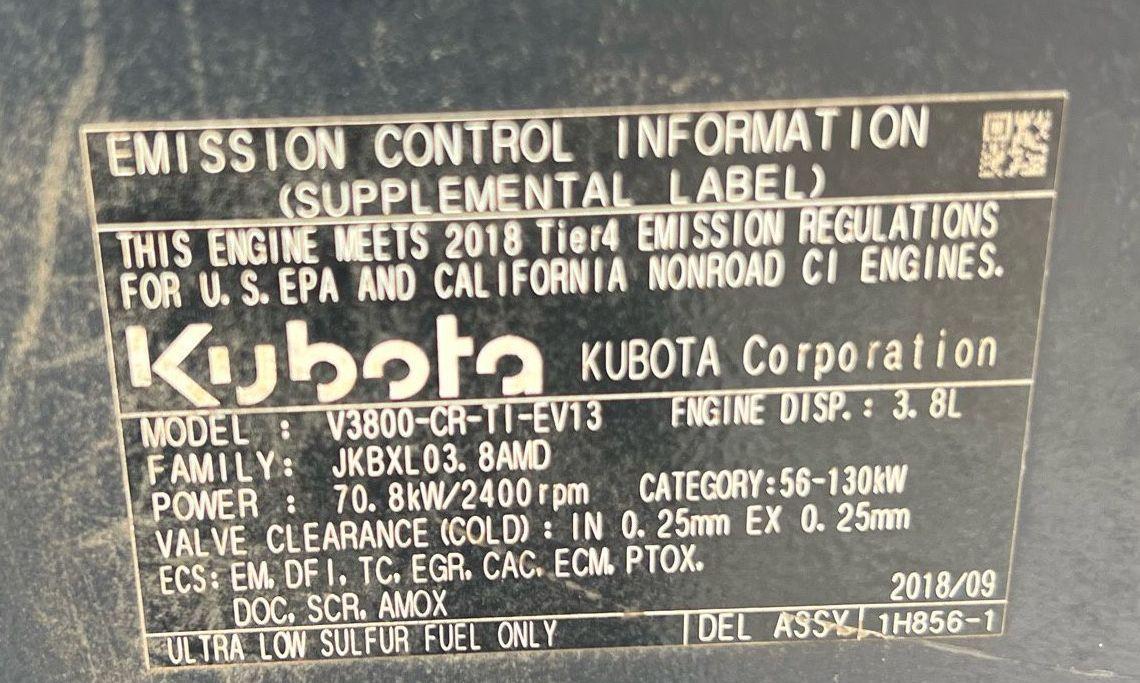 EMISSION CONTROL INFORMATION
(SUPPLEMENTAL LABEL)
THIS ENGINE MEETS 2018 Tier4 EMISSION REGULATIONS
FOR U.S.EPA AND CALIFORNIA NONROAD CI ENGINES.
Kubota KUBOTA Corporation
MODEL : V3800-CR-TI-EV13 ENGINE DISP.: 3.8L
FAMILY: JKBXL03.8AMD
POWER : 70.8kW/2400rpm CATEGORY:56-130kW
VALVE CLEARANCE(COLD): IN 0.25mm EX 0.25mm
ECS: EM, DFI, TC, EGR, CAC, ECM, PTOX,
DOC, SCR, AMOX 2018/09
ULTRA LOW SULFUR FUEL ONLY DEL ASSY 1H856-1